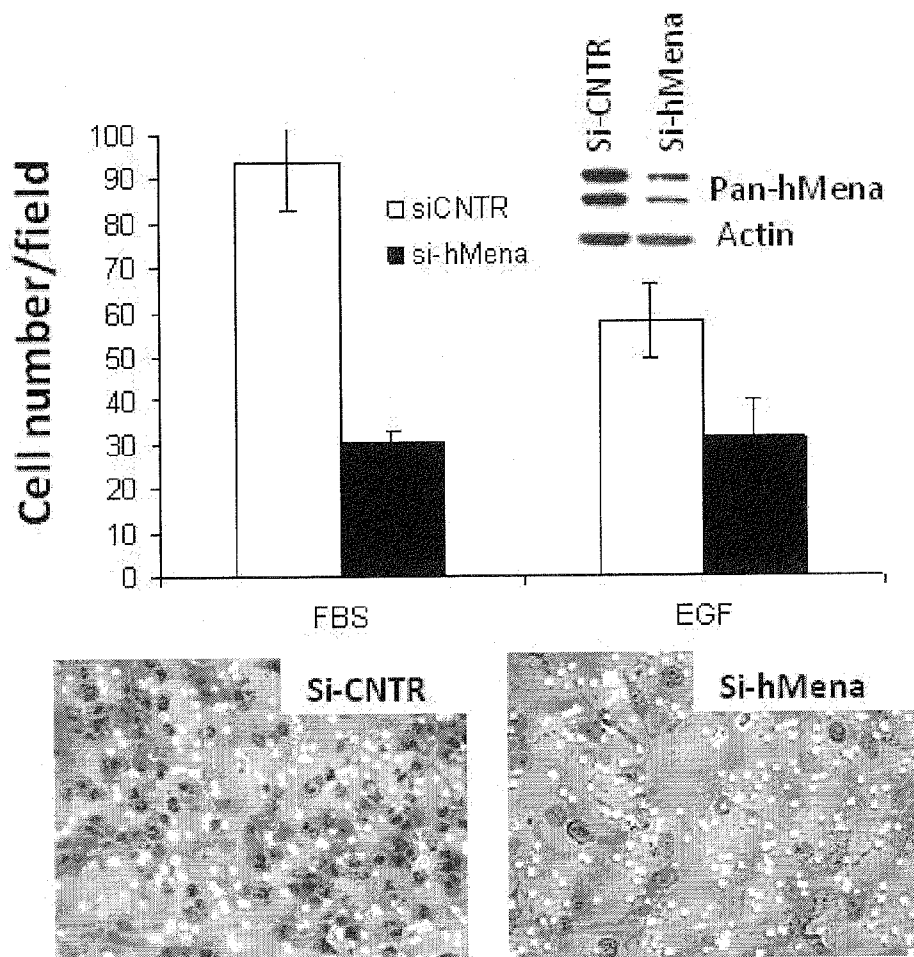 Si-CNTR
Si-hMena
Pan-hMena
Actin
Cell number/field
100
90
80
70
60
50
40
30
20
10
0
siCNTR
si-hMena
FBS
EGF
Si-CNTR
Si-hMena